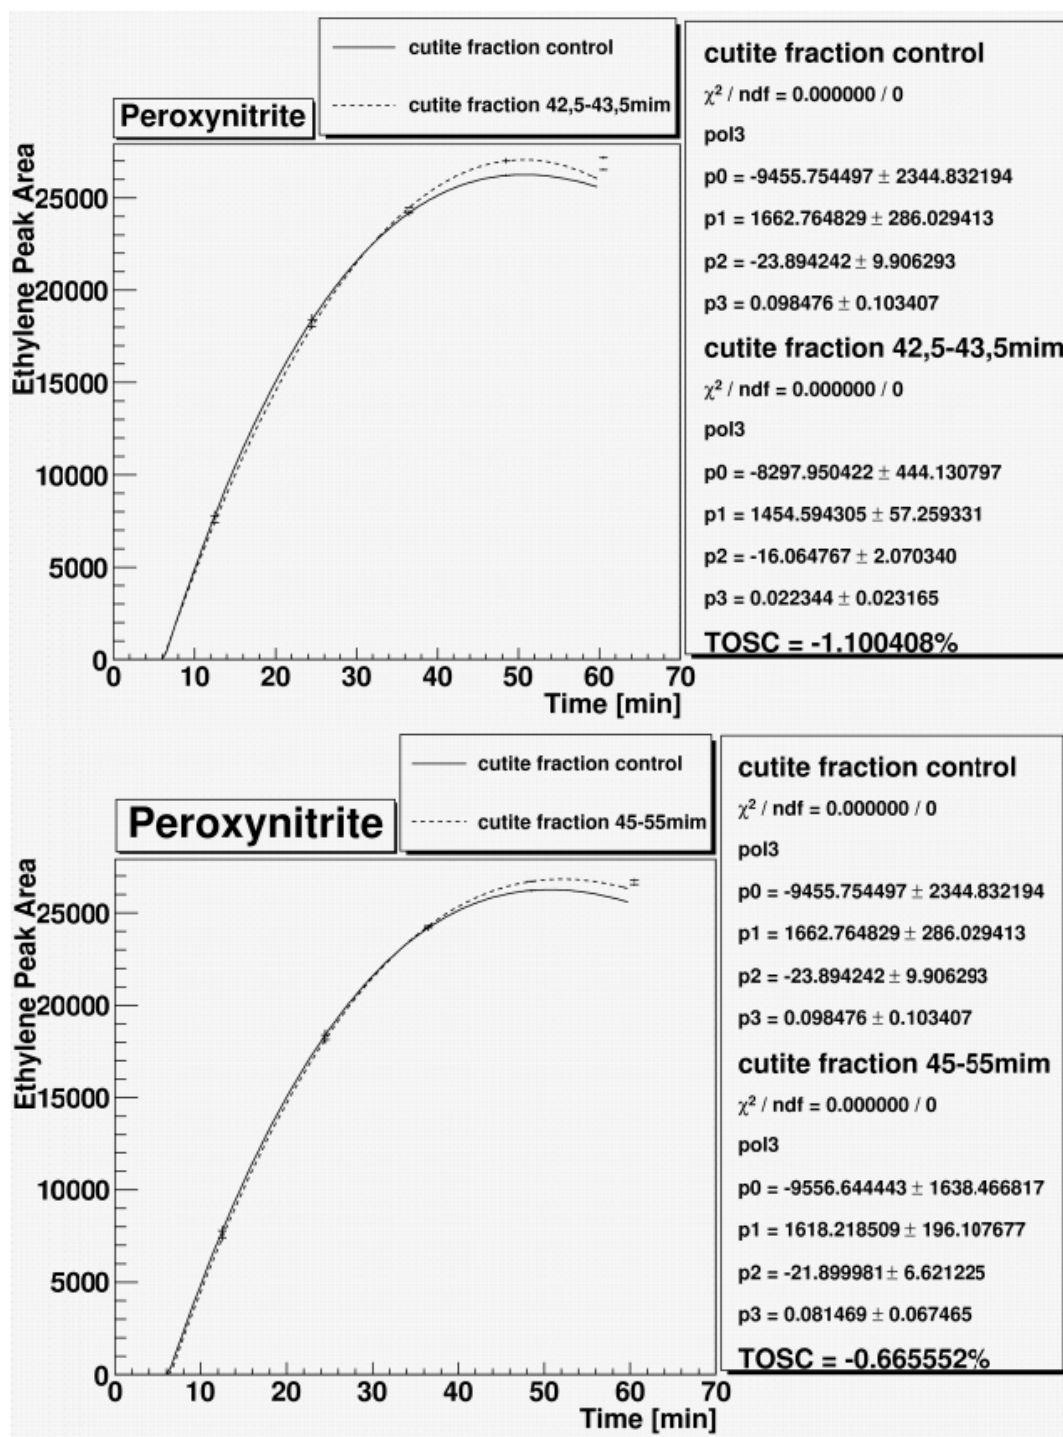 cutite fraction control
cutite fraction 42,5-43,5mim
Peroxynitrite
Ethylene Peak Area
25000
20000
15000
10000
5000
0
0 10 20 30 40 50 60 70
Time [min]
cutite fraction control
χ² / ndf = 0.000000 / 0
pol3
p0 = -9455.754497 ± 2344.832194
p1 = 1662.764829 ± 286.029413
p2 = -23.894242 ± 9.906293
p3 = 0.098476 ± 0.103407
cutite fraction 42,5-43,5mim
χ² / ndf = 0.000000 / 0
pol3
p0 = -8297.950422 ± 444.130797
p1 = 1454.594305 ± 57.259331
p2 = -16.064767 ± 2.070340
p3 = 0.022344 ± 0.023165
TOSC = -1.100408%
cutite fraction control
cutite fraction 45-55mim
Peroxynitrite
Ethylene Peak Area
25000
20000
15000
10000
5000
0
0 10 20 30 40 50 60 70
Time [min]
cutite fraction control
χ² / ndf = 0.000000 / 0
pol3
p0 = -9455.754497 ± 2344.832194
p1 = 1662.764829 ± 286.029413
p2 = -23.894242 ± 9.906293
p3 = 0.098476 ± 0.103407
cutite fraction 45-55mim
χ² / ndf = 0.000000 / 0
pol3
p0 = -9556.644443 ± 1638.466817
p1 = 1618.218509 ± 196.107677
p2 = -21.899981 ± 6.621225
p3 = 0.081469 ± 0.067465
TOSC = -0.665552%